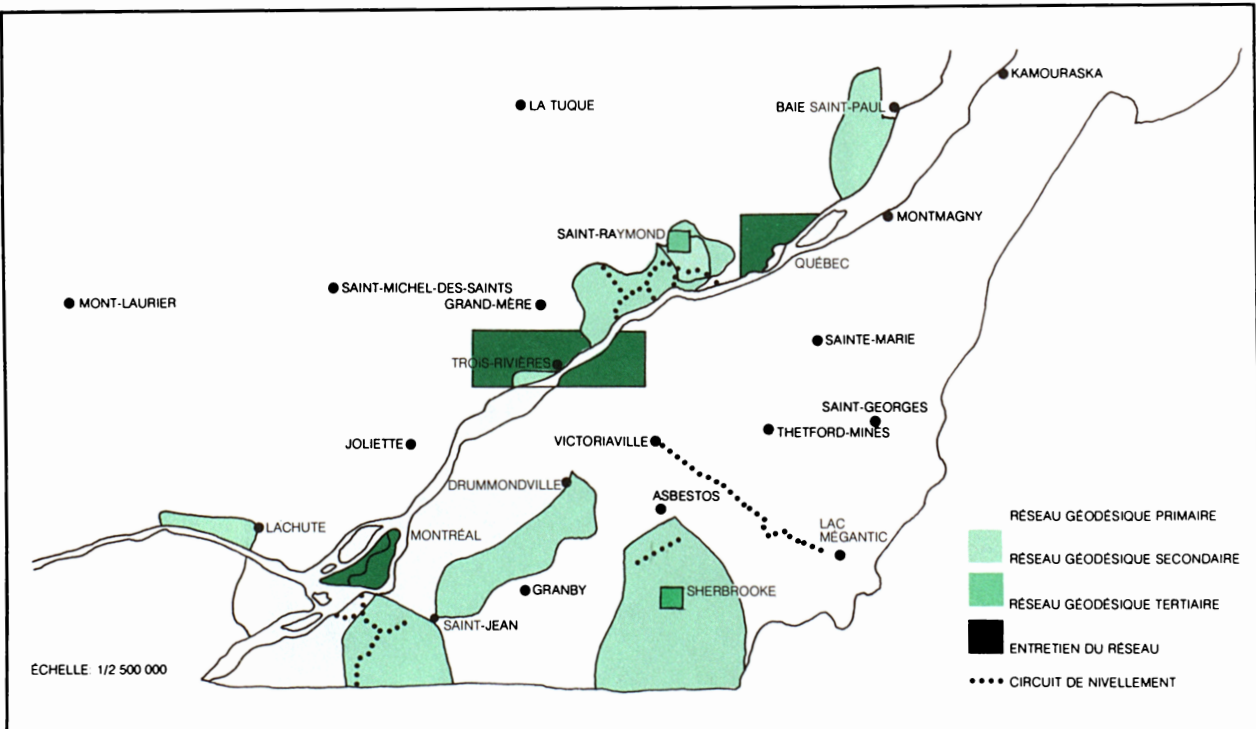 KAMOURASKA
LA TUQUE
BAIE SAINT-PAUL
MONTMAGNY
SAINT-RAYMOND
QUÉBEC
MONT-LAURIER
SAINT-MICHEL-DES-SAINTS
GRAND-MÈRE
SAINTE-MARIE
TROIS-RIVIÈRES
SAINT-GEORGES
THETFORD-MINES
JOLIETTE
VICTORIAVILLE
DRUMMONDVILLE
ASBESTOS
LACHUTE
MONTRÉAL
LAC
MÉGANTIC
GRANBY
SHERBROOKE
SAINT-JEAN
ÉCHELLE: 1/2 500 000
RÉSEAU GÉODÉSIQUE PRIMAIRE
RÉSEAU GÉODÉSIQUE SECONDAIRE
RÉSEAU GÉODÉSIQUE TERTIAIRE
ENTRETIEN DU RÉSEAU
CIRCUIT DE NIVELLEMENT